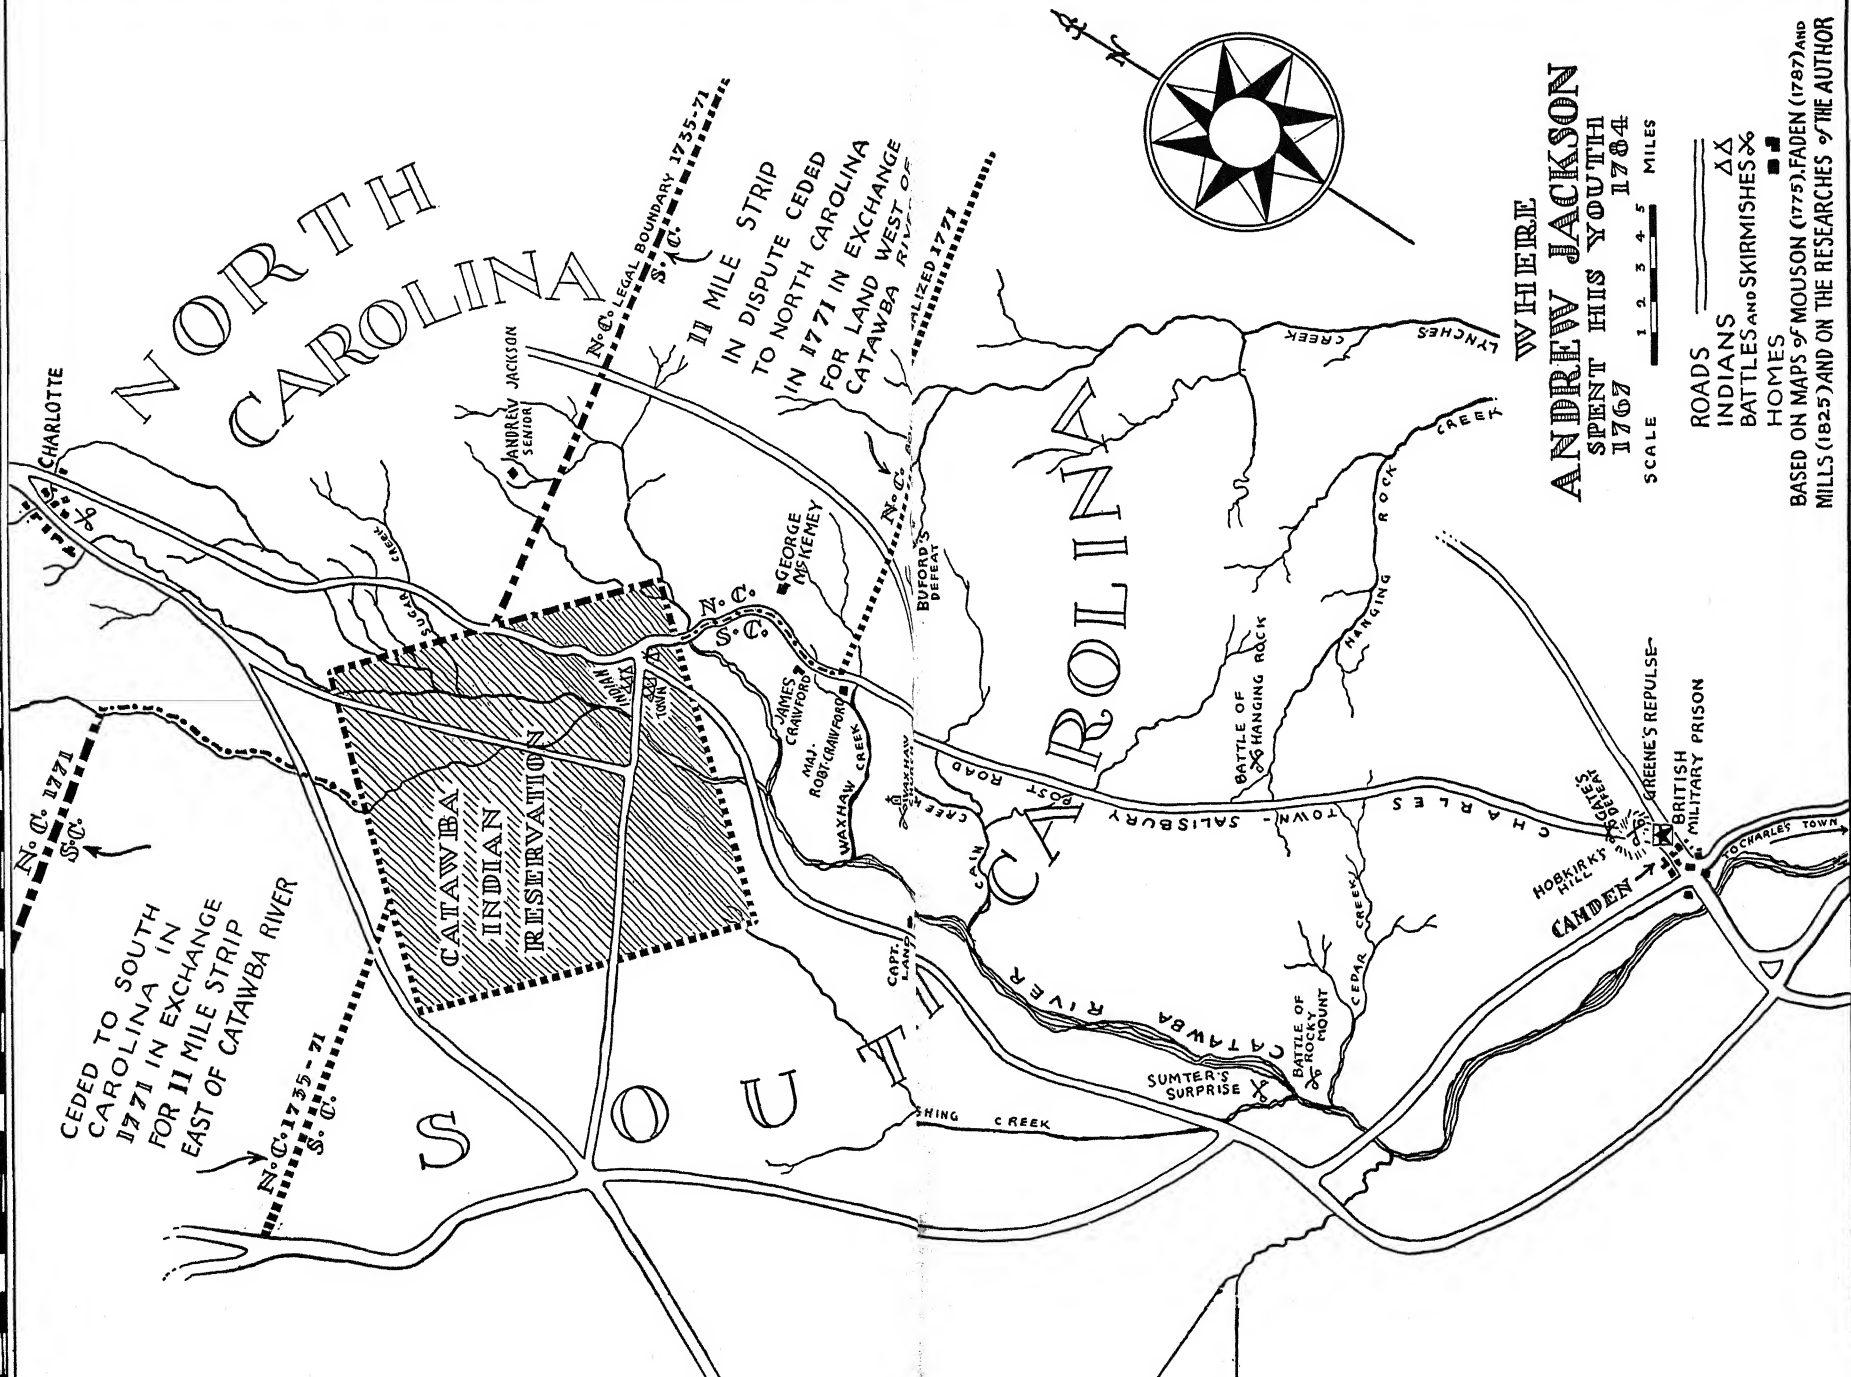 WHERE
ANDREW JACKSON
SPENT HIS YOUTH
1767 1784
SCALE 1 2 3 4 5 MILES
ROADS
INDIANS
BATTLES AND SKIRMISHES
HOMES
BASED ON MAPS of MOUSON (1775), FADEN (1787) AND
MILLS (1825) AND ON THE RESEARCHES of THE AUTHOR
N
NORTH
CAROLINA
CHARLOTTE
ANDREW JACKSON
SENIOR
N.C. LEGAL BOUNDARY 1735-71
S.C.
11 MILE STRIP
IN DISPUTE CEDED
TO NORTH CAROLINA
IN 1771 IN EXCHANGE
FOR LAND WEST OF
CATAWBA RIVER
N.C.
ALIZED 1771
N.C. 1771
S.C.
CEDED TO SOUTH
CAROLINA IN
1771 IN EXCHANGE
FOR 11 MILE STRIP
EAST OF CATAWBA RIVER
N.C. 1735-71
S.C.
SUGAR CREEK
CATAWBA
INDIAN
RESERVATION
INDIAN
TOWN
N.C.
S.C.
GEORGE
McKEMEY
JAMES
CRAWFORD
MAJ.
ROBT. CRAWFORD
WAXHAW CREEK
WAXHAW
CHURCH
BUFORD'S
DEFEAT
CAPT.
LAND
CAIN CREEK
SOUTH
CAROLINA
LYNCHES CREEK
HANGING ROCK CREEK
BATTLE OF
HANGING ROCK
CHARLES TOWN - SALISBURY POST ROAD
CATAWBA RIVER
SHING CREEK
SUMTER'S
SURPRISE
BATTLE OF
ROCKY
MOUNT
CEDAR CREEK
GATES'
DEFEAT
HOBKIRK'S
HILL
CAMDEN
GREENE'S REPULSE
BRITISH
MILITARY PRISON
TO CHARLES TOWN